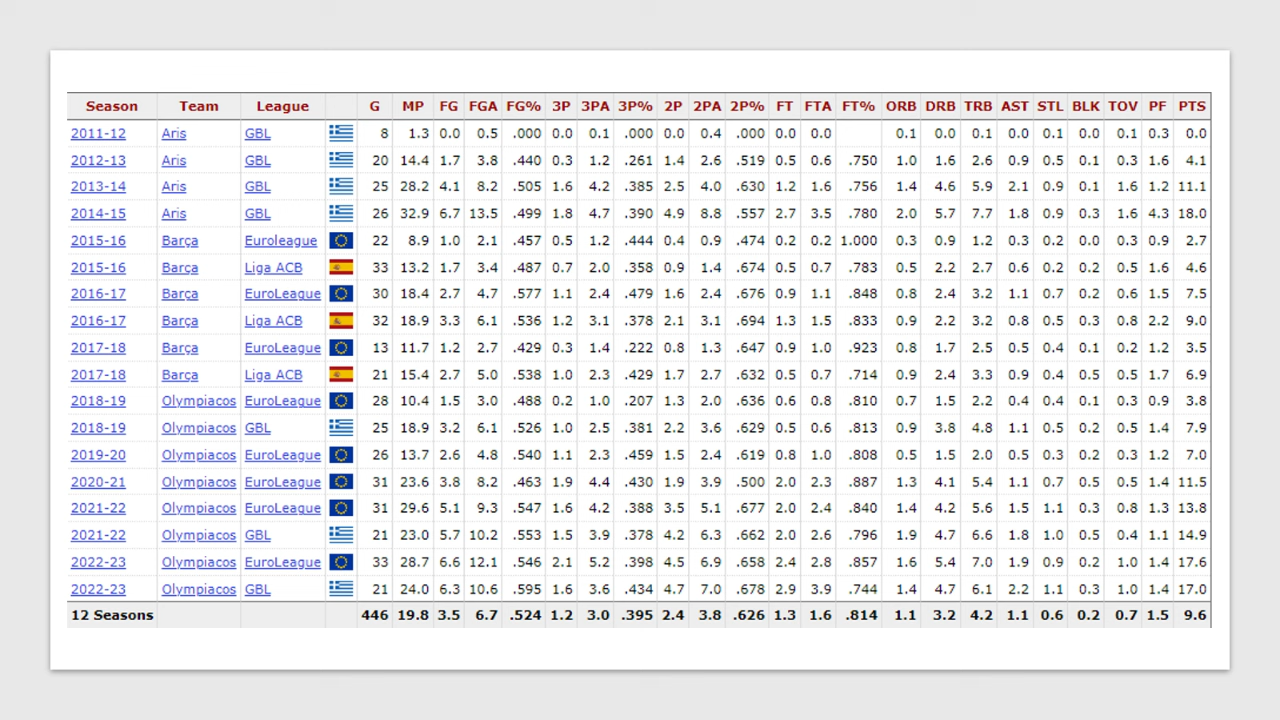 Season Team League G MP FG FGA FG% 3P 3PA 3P% 2P 2PA 2P% FT FTA FT% ORB DRB TRB AST STL BLK TOV PF PTS
2011-12 Aris GBL 8 1.3 0.0 0.5 .000 0.0 0.1 .000 0.0 0.4 .000 0.0 0.0 0.1 0.0 0.1 0.0 0.1 0.0 0.1 0.3 0.0
2012-13 Aris GBL 20 14.4 1.7 3.8 .440 0.3 1.2 .261 1.4 2.6 .519 0.5 0.6 .750 1.0 1.6 2.6 0.9 0.5 0.1 0.3 1.6 4.1
2013-14 Aris GBL 25 28.2 4.1 8.2 .505 1.6 4.2 .385 2.5 4.0 .630 1.2 1.6 .756 1.4 4.6 5.9 2.1 0.9 0.1 1.6 1.2 11.1
2014-15 Aris GBL 26 32.9 6.7 13.5 .499 1.8 4.7 .390 4.9 8.8 .557 2.7 3.5 .780 2.0 5.7 7.7 1.8 0.9 0.3 1.6 4.3 18.0
2015-16 Barça Euroleague 22 8.9 1.0 2.1 .457 0.5 1.2 .444 0.4 0.9 .474 0.2 0.2 1.000 0.3 0.9 1.2 0.3 0.2 0.0 0.3 0.9 2.7
2015-16 Barça Liga ACB 33 13.2 1.7 3.4 .487 0.7 2.0 .358 0.9 1.4 .674 0.5 0.7 .783 0.5 2.2 2.7 0.8 0.2 0.2 0.5 1.6 4.6
2016-17 Barça EuroLeague 30 18.4 2.7 4.7 .577 1.1 2.4 .479 1.6 2.4 .676 0.9 1.1 .848 0.8 2.4 3.2 1.1 0.7 0.2 0.6 1.5 7.5
2016-17 Barça Liga ACB 32 18.9 3.3 6.1 .536 1.2 3.1 .378 2.1 3.1 .694 1.3 1.5 .833 0.9 2.2 3.2 0.8 0.5 0.3 0.8 2.2 9.0
2017-18 Barça EuroLeague 13 11.7 1.2 2.7 .429 0.3 1.4 .222 0.8 1.3 .647 0.9 1.0 .923 0.8 1.7 2.5 0.5 0.4 0.1 0.2 1.2 3.5
2017-18 Barça Liga ACB 21 15.4 2.7 5.0 .538 1.0 2.3 .429 1.7 2.7 .632 0.5 0.7 .714 0.9 2.4 3.3 0.9 0.4 0.5 0.5 1.7 6.9
2018-19 Olympiacos EuroLeague 28 10.4 1.5 3.0 .488 0.2 1.0 .207 1.3 2.0 .636 0.6 0.8 .810 0.7 1.5 2.2 0.4 0.4 0.1 0.3 0.9 3.8
2018-19 Olympiacos GBL 25 18.9 3.2 6.1 .526 1.0 2.5 .381 2.2 3.6 .629 0.5 0.6 .813 0.9 3.8 4.8 1.1 0.5 0.2 0.5 1.4 7.9
2019-20 Olympiacos EuroLeague 26 13.7 2.6 4.8 .540 1.1 2.3 .459 1.5 2.4 .619 0.8 1.0 .808 0.5 1.5 2.0 0.5 0.3 0.2 0.3 1.2 7.0
2020-21 Olympiacos EuroLeague 31 23.6 3.8 8.2 .463 1.9 4.4 .430 1.9 3.9 .500 2.0 2.3 .887 1.3 4.1 5.4 1.1 0.7 0.5 0.5 1.4 11.5
2021-22 Olympiacos EuroLeague 31 29.6 5.1 9.3 .547 1.6 4.2 .388 3.5 5.1 .677 2.0 2.4 .840 1.4 4.2 5.6 1.5 1.1 0.3 0.8 1.3 13.8
2021-22 Olympiacos GBL 21 23.0 5.7 10.2 .553 1.5 3.9 .378 4.2 6.3 .662 2.0 2.6 .796 1.9 4.7 6.6 1.8 1.0 0.5 0.4 1.1 14.9
2022-23 Olympiacos EuroLeague 33 28.7 6.6 12.1 .546 2.1 5.2 .398 4.5 6.9 .658 2.4 2.8 .857 1.6 5.4 7.0 1.9 0.9 0.2 1.0 1.4 17.6
2022-23 Olympiacos GBL 21 24.0 6.3 10.6 .595 1.6 3.6 .434 4.7 7.0 .678 2.9 3.9 .744 1.4 4.7 6.1 2.2 1.1 0.3 1.0 1.4 17.0
12 Seasons 446 19.8 3.5 6.7 .524 1.2 3.0 .395 2.4 3.8 .626 1.3 1.6 .814 1.1 3.2 4.2 1.1 0.6 0.2 0.7 1.5 9.6